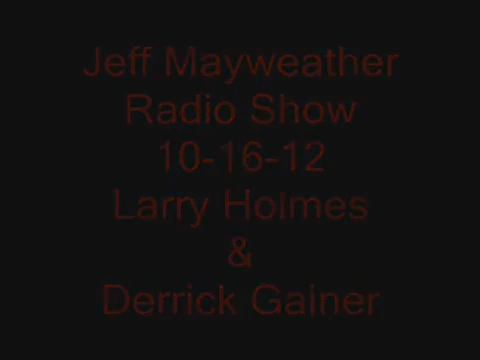 Jeff Mayweather
Radio Show
10-16-12
Larry Holmes
&
Derrick Gainer